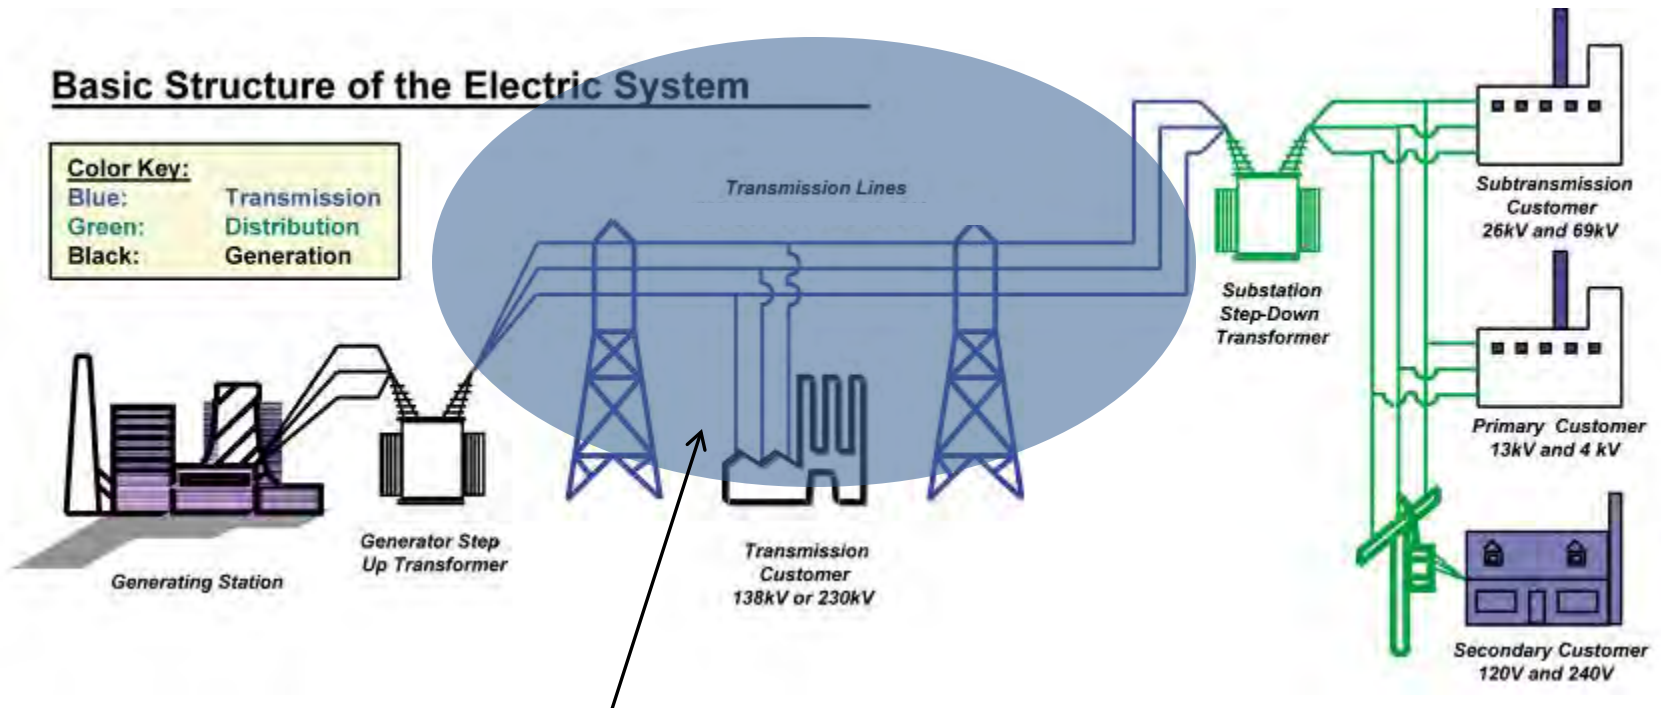 Basic Structure of the Electric System
Color Key:
Blue: Transmission
Green: Distribution
Black: Generation
Transmission Lines
Generating Station
Generator Step
Up Transformer
Transmission
Customer
138kV or 230kV
Substation
Step-Down
Transformer
Subtransmission
Customer
26kV and 69kV
Primary Customer
13kV and 4 kV
Secondary Customer
120V and 240V